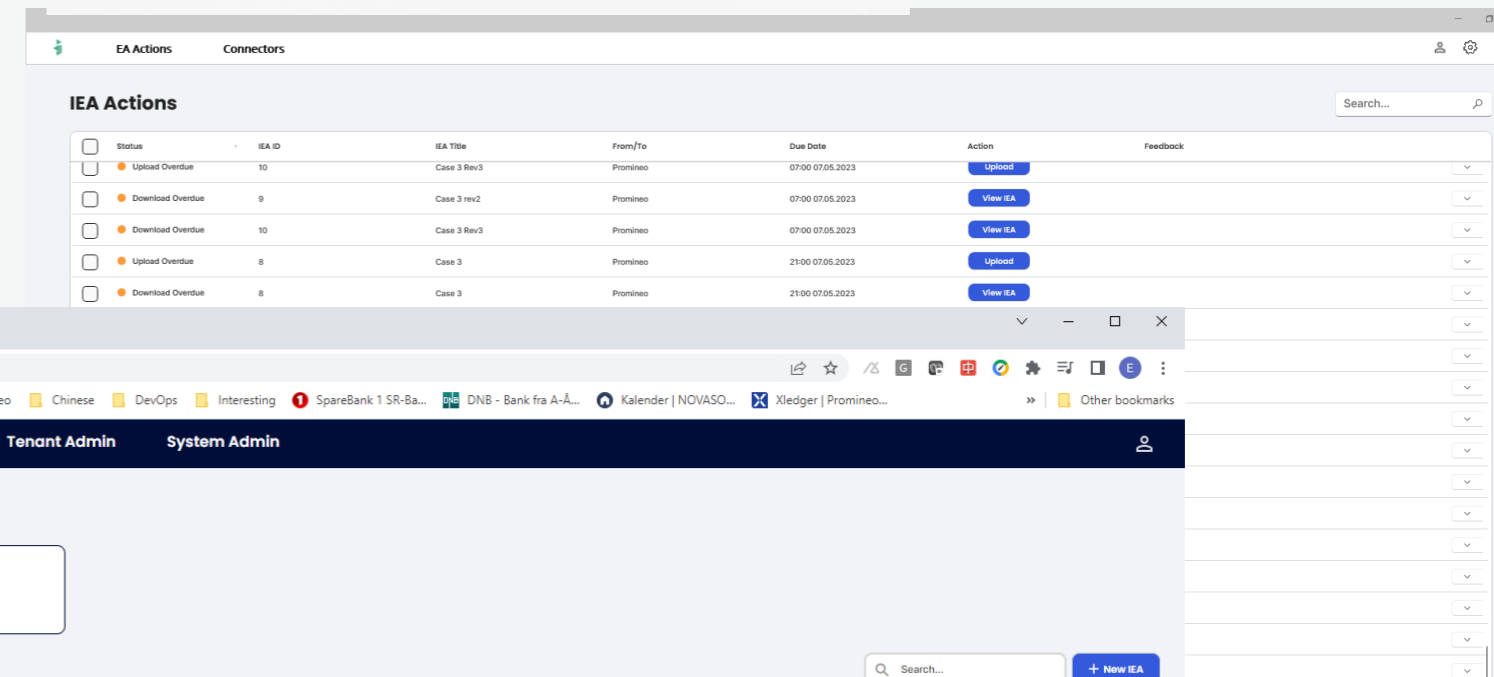 EA Actions Connectors
IEA Actions
Search...
Status IEA ID IEA Title From/To Due Date Action Feedback
Upload Overdue 10 Case 3 Rev3 Promineo 07:00 07.05.2023 Upload
Download Overdue 9 Case 3 rev2 Promineo 07:00 07.05.2023 View IEA
Download Overdue 10 Case 3 Rev3 Promineo 07:00 07.05.2023 View IEA
Upload Overdue 8 Case 3 Promineo 21:00 07.05.2023 Upload
Download Overdue 8 Case 3 Promineo 21:00 07.05.2023 View IEA
G 中 E
eo Chinese DevOps Interesting 1 SpareBank 1 SR-Ba... DNB DNB - Bank fra A-Å... Kalender | NOVASO... Xledger | Promineo... » Other bookmarks
Tenant Admin System Admin
Search... + New IEA